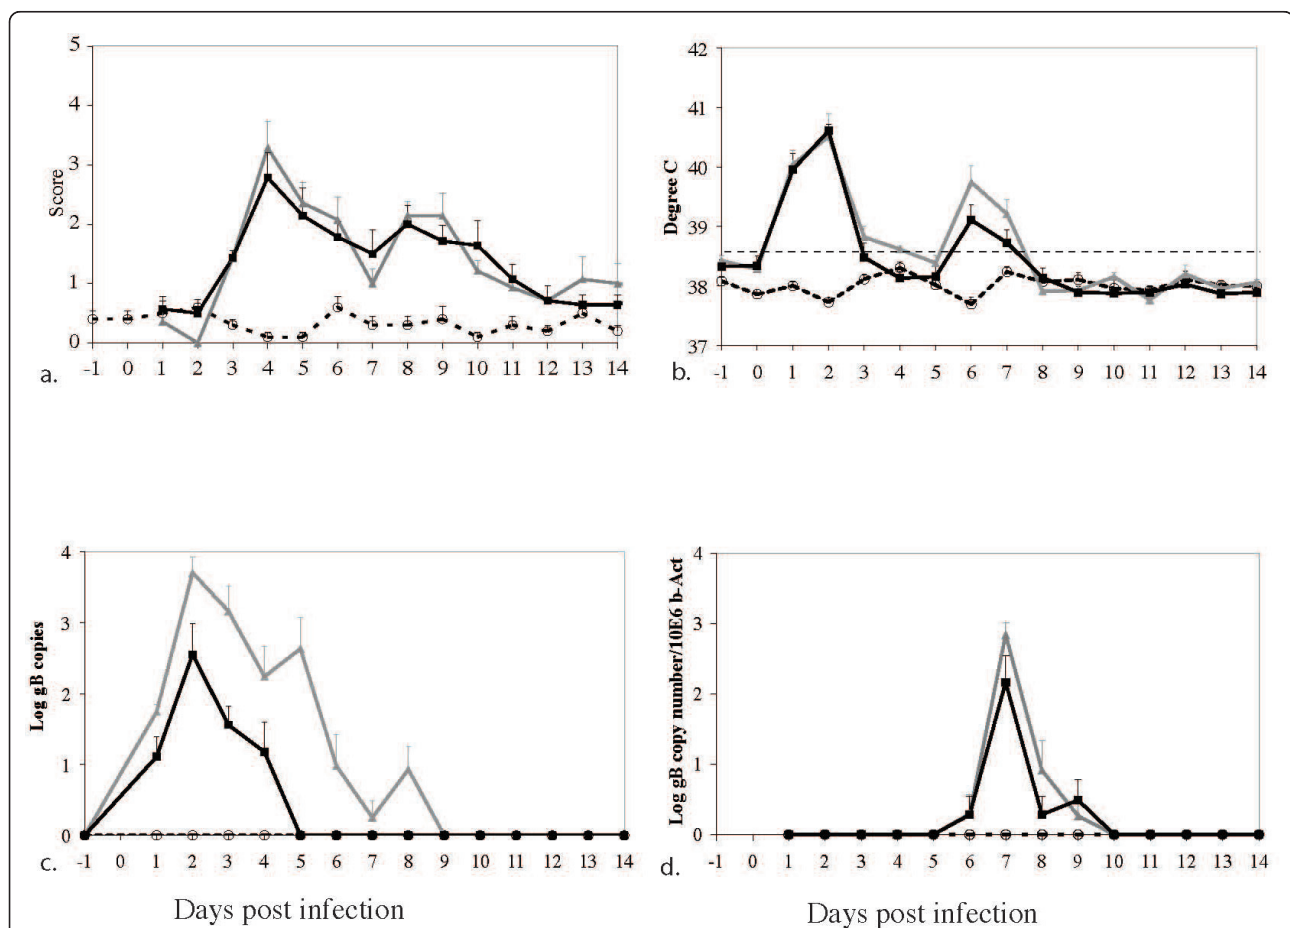 5
4
3
2
1
0
Score
a.
-1 0 1 2 3 4 5 6 7 8 9 10 11 12 13 14
42
41
40
39
38
37
Degree C
b.
-1 0 1 2 3 4 5 6 7 8 9 10 11 12 13 14
4
3
2
1
0
Log gB copies
c.
-1 0 1 2 3 4 5 6 7 8 9 10 11 12 13 14
Days post infection
4
3
2
1
0
Log gB copy number/10E6 b-Act
d.
-1 0 1 2 3 4 5 6 7 8 9 10 11 12 13 14
Days post infection